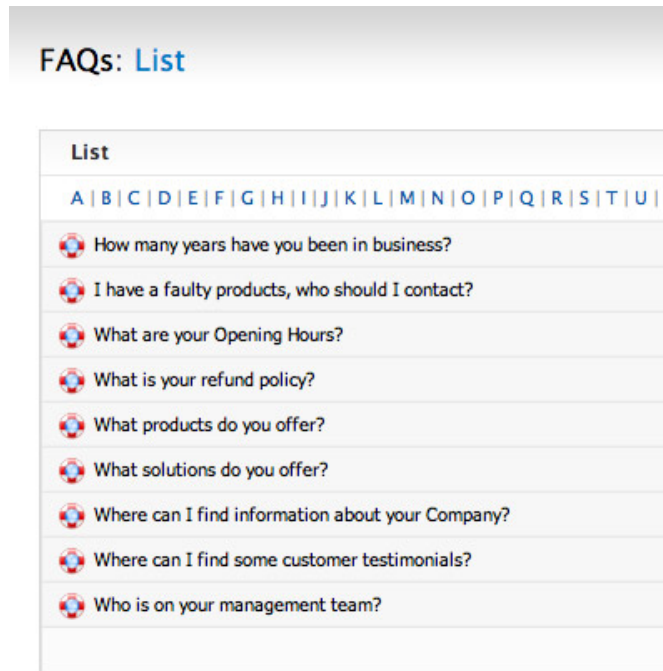 FAQs: List
List
A | B | C | D | E | F | G | H | I | J | K | L | M | N | O | P | Q | R | S | T | U |
How many years have you been in business?
I have a faulty products, who should I contact?
What are your Opening Hours?
What is your refund policy?
What products do you offer?
What solutions do you offer?
Where can I find information about your Company?
Where can I find some customer testimonials?
Who is on your management team?